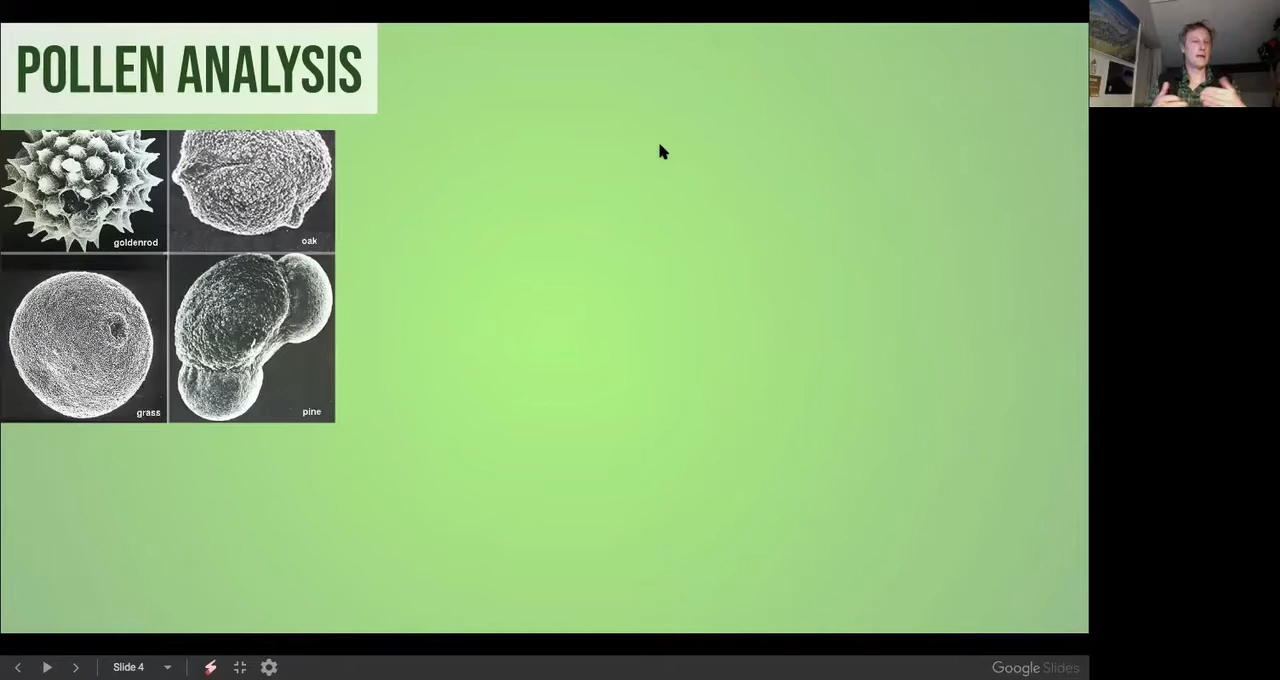 POLLEN ANALYSIS
goldenrod
oak
grass
pine
Slide 4
Google Slides